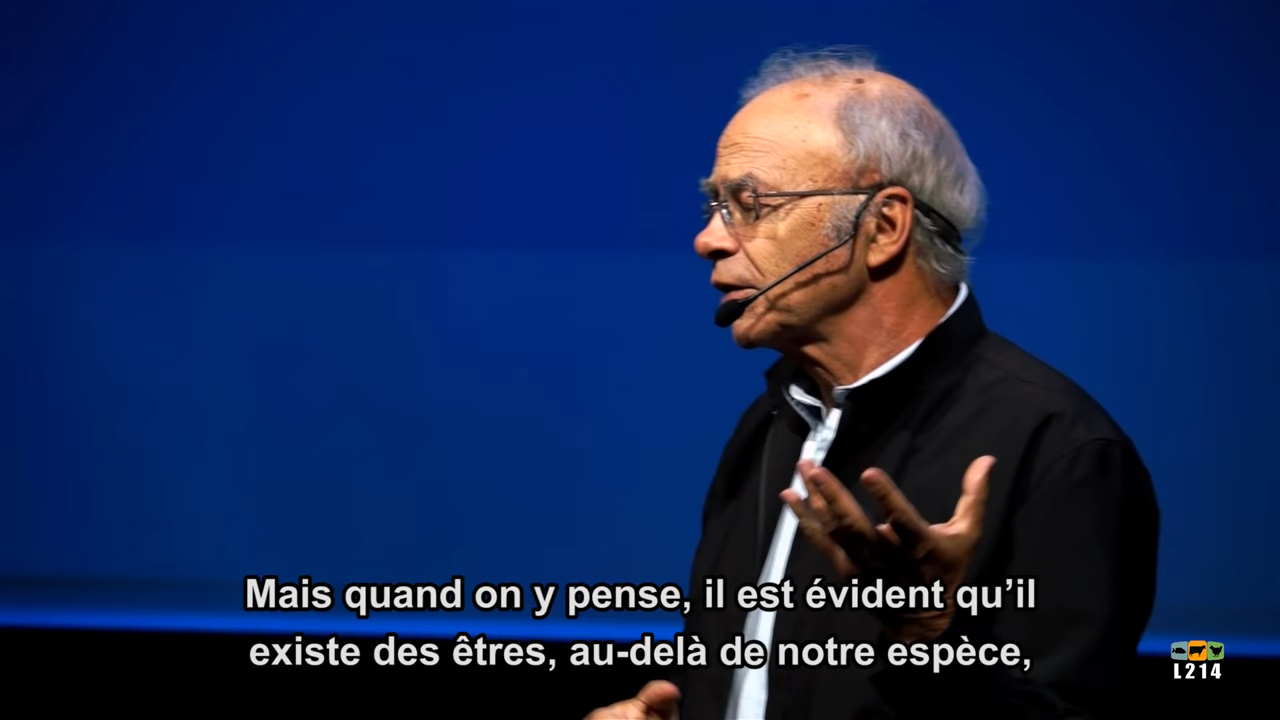 Mais quand on y pense, il est évident qu’il
existe des êtres, au-delà de notre espèce,
L214